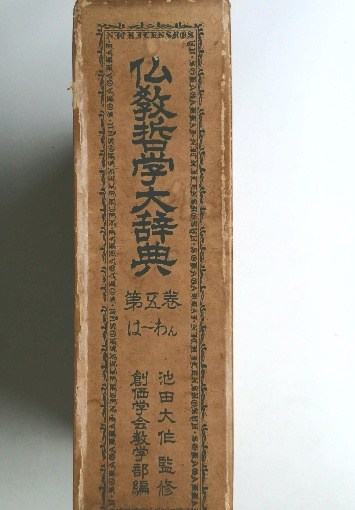 仏教哲学大辞典
第五巻
は〜わん
池田大作 監修
創価学会教学部編